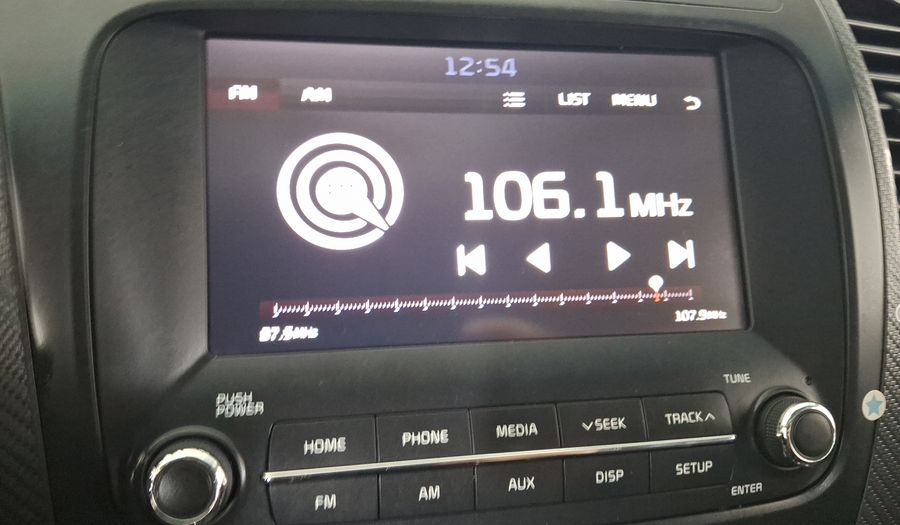 12:54
FM AM LIST MENU
106.1 MHz
87.5MHz 107.9MHz
PUSH POWER TUNE
HOME PHONE MEDIA SEEK TRACK
FM AM AUX DISP SETUP ENTER